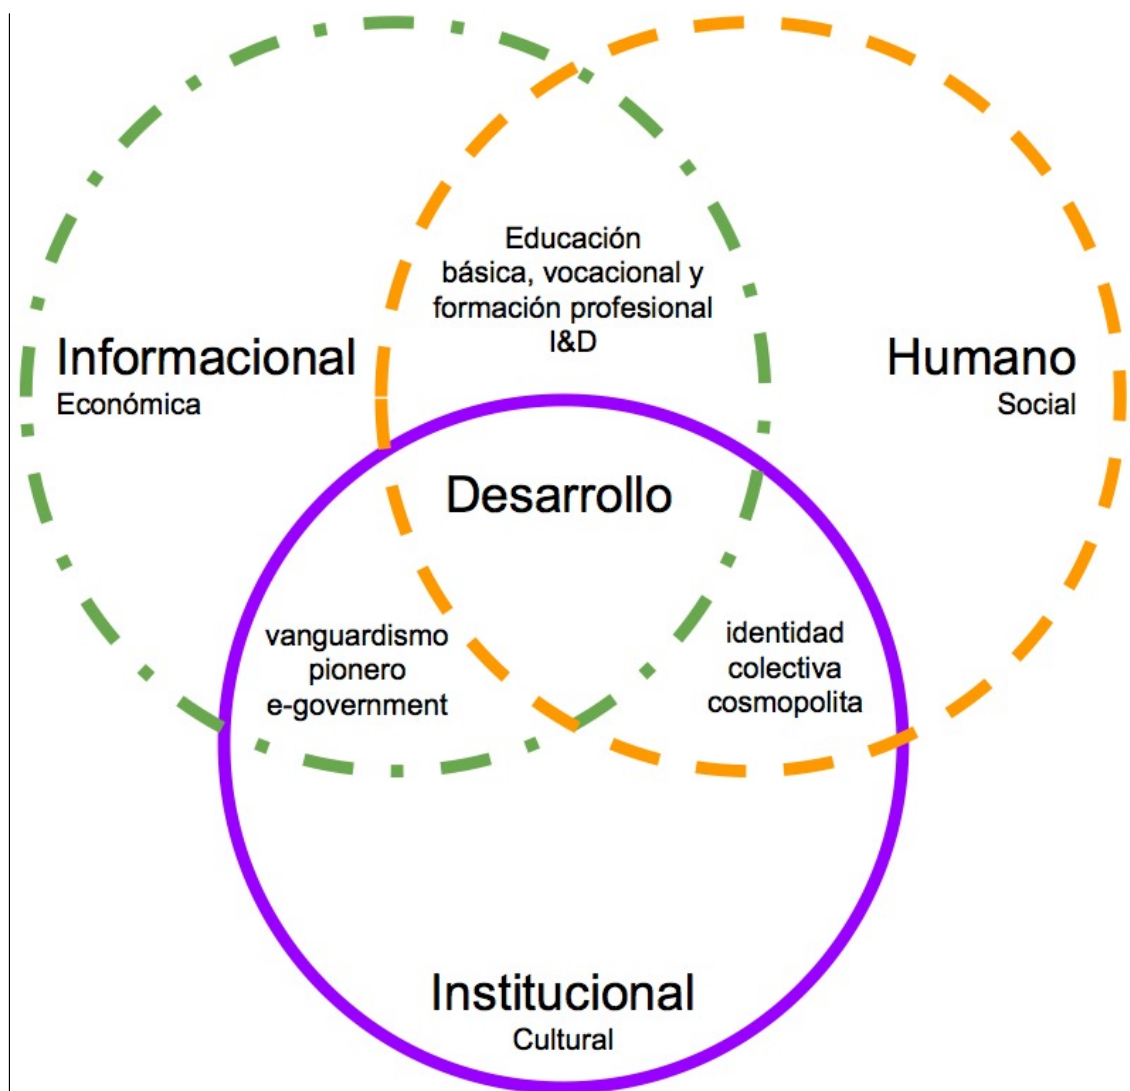 Educación
básica, vocacional y
formación profesional
I&D
Informacional
Económica
Humano
Social
Desarrollo
vanguardismo
pionero
e-government
identidad
colectiva
cosmopolita
Institucional
Cultural